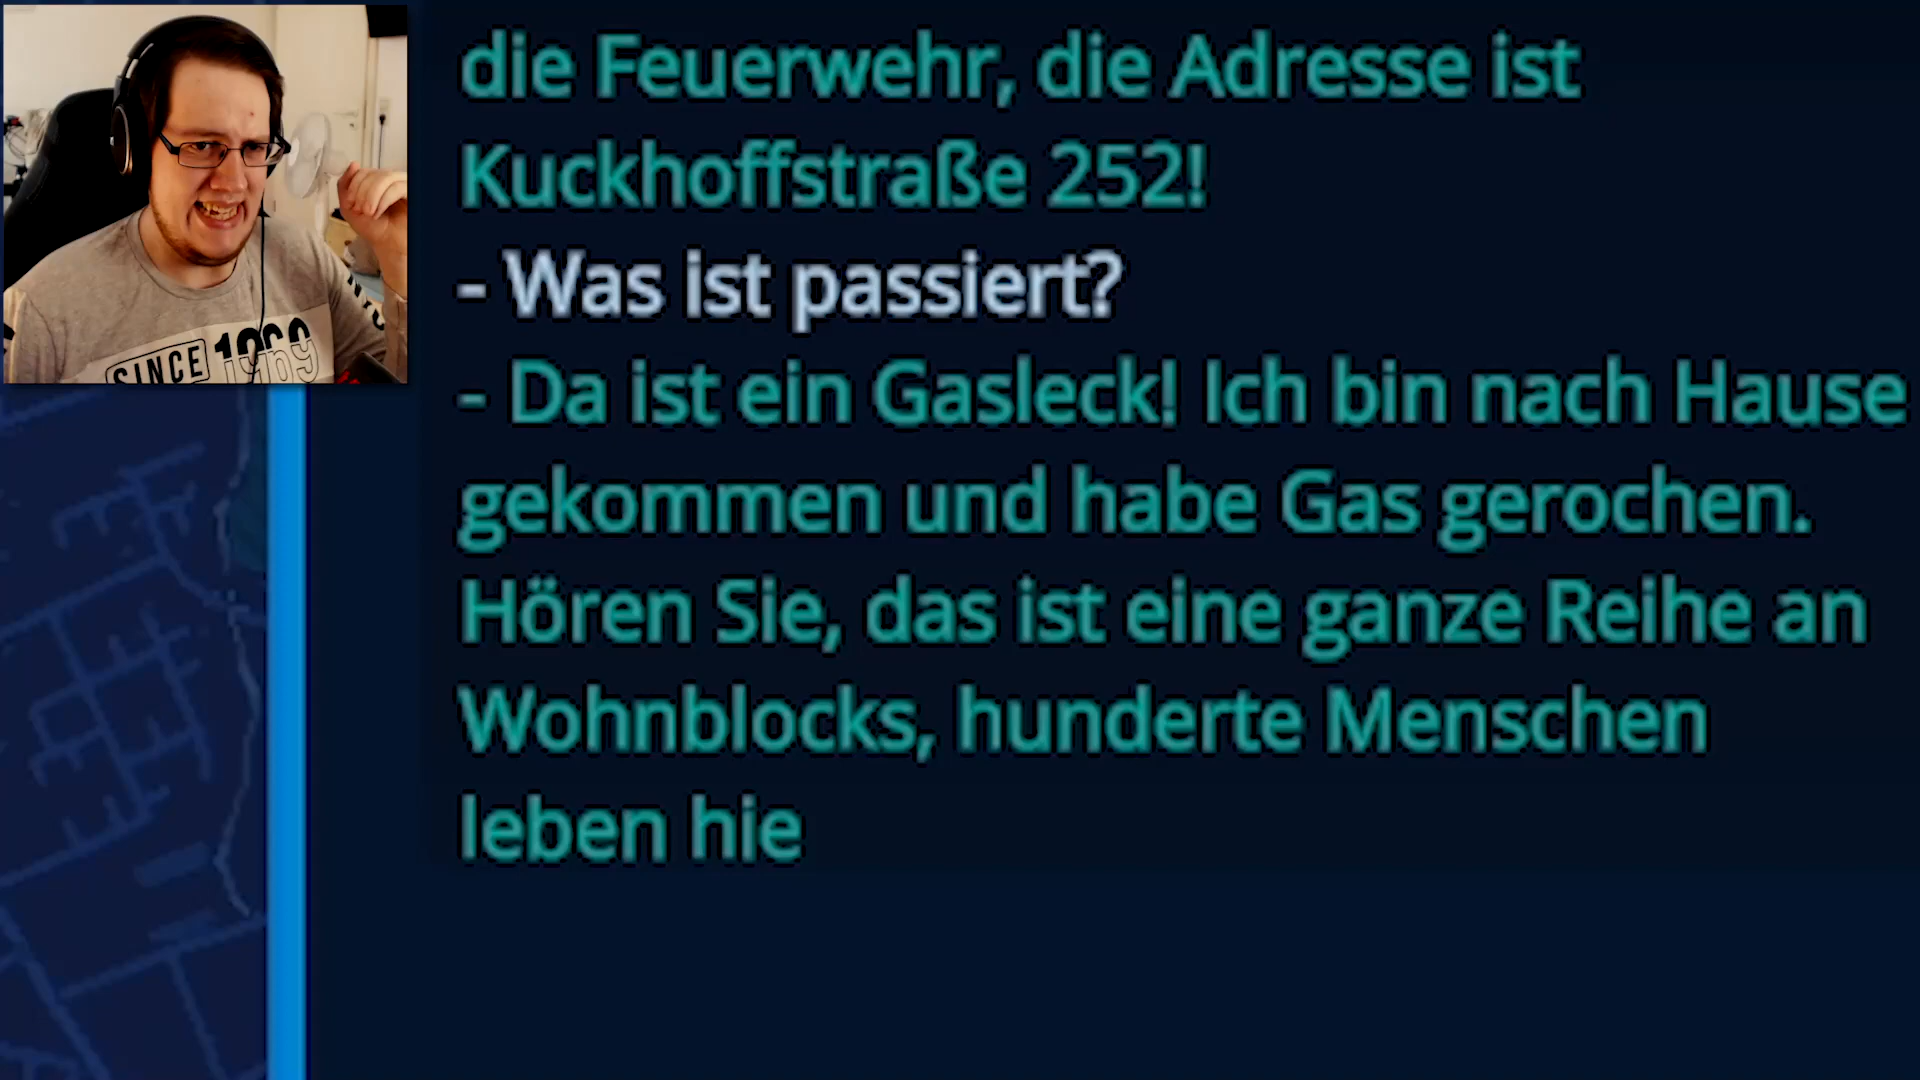 die Feuerwehr, die Adresse ist
Kuckhoffstraße 252!
- Was ist passiert?
- Da ist ein Gasleck! Ich bin nach Hause
gekommen und habe Gas gerochen.
Hören Sie, das ist eine ganze Reihe an
Wohnblocks, hunderte Menschen
leben hie
SINCE 1969